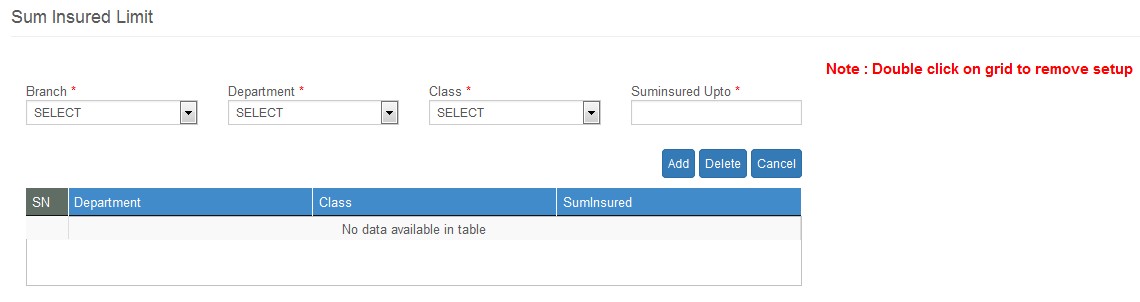 Sum Insured Limit
Note : Double click on grid to remove setup
Branch * Department * Class * Suminsured Upto *
SELECT SELECT SELECT
Add Delete Cancel
SN Department Class SumInsured
No data available in table